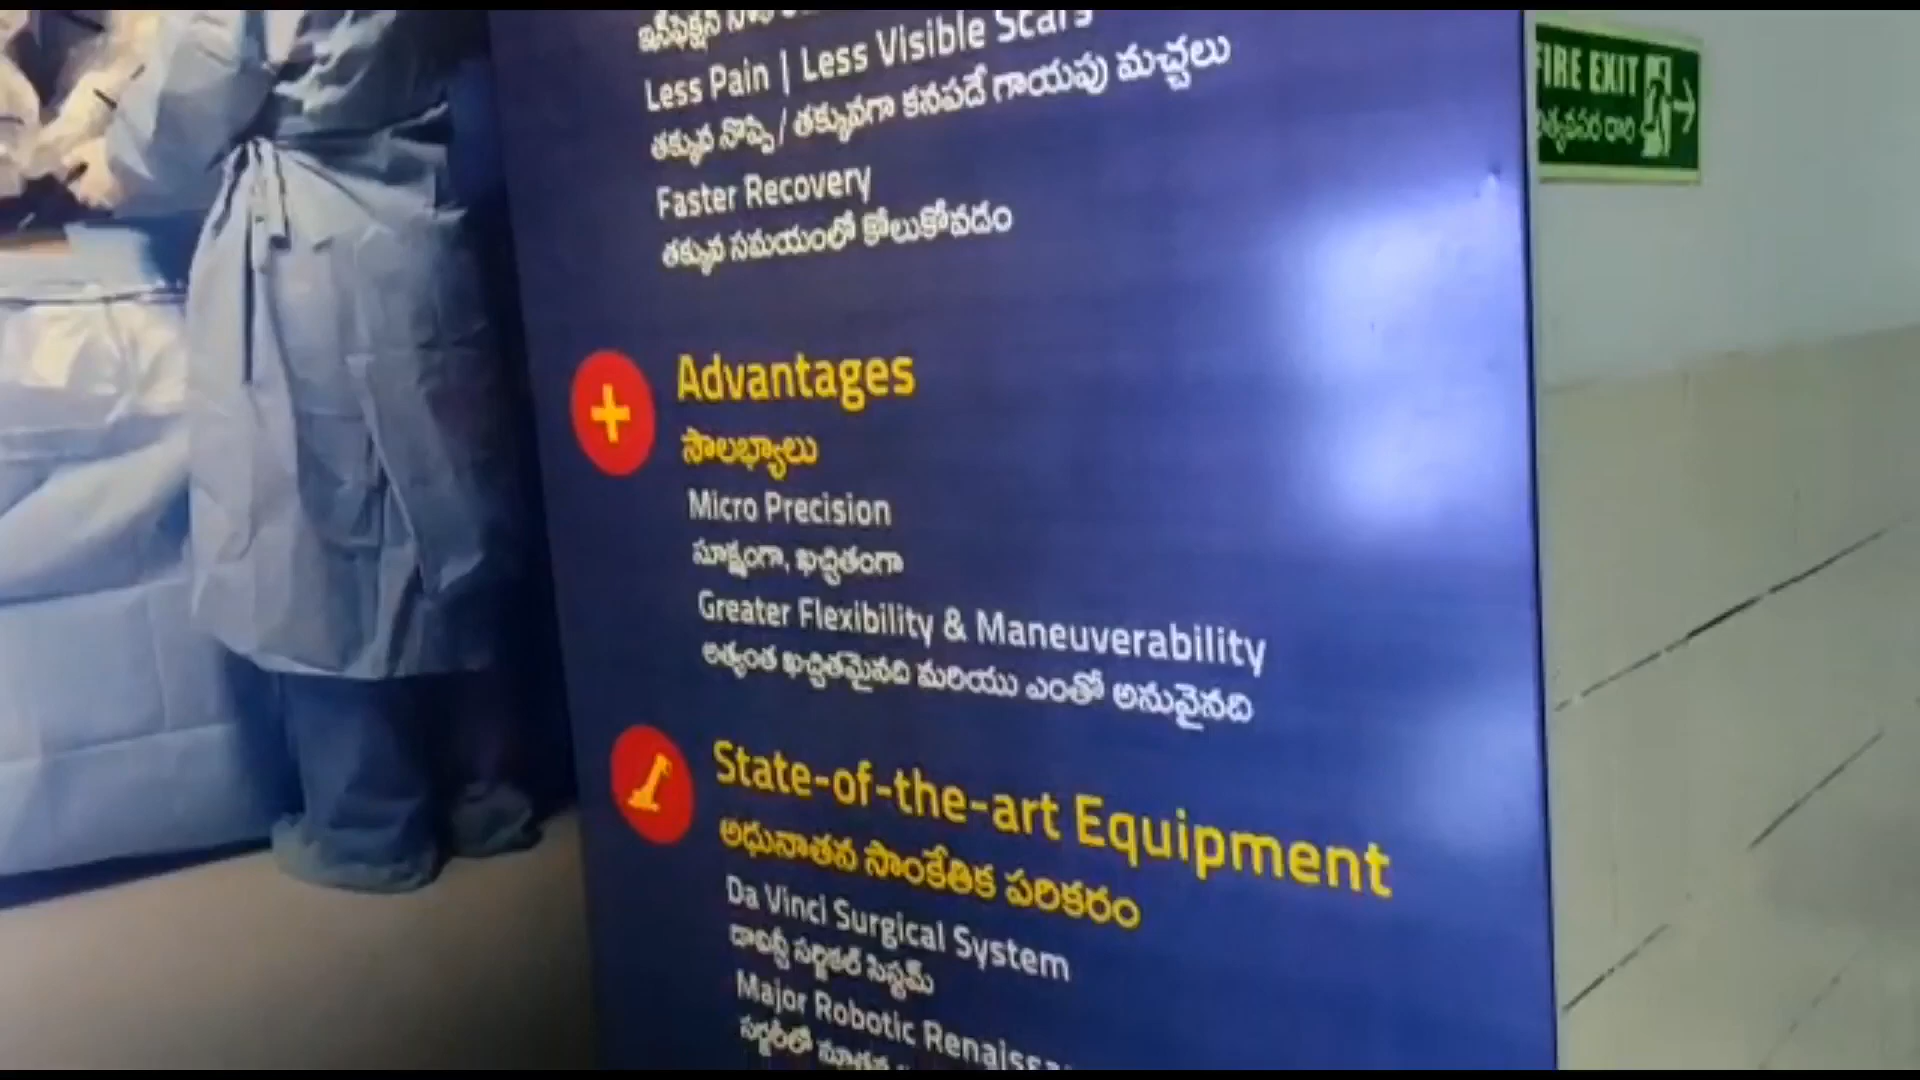 Less Pain | Less Visible Scars
తక్కువ నొప్పి / తక్కువగా కనపడే గాయపు మచ్చలు
Faster Recovery
తక్కువ సమయంలో కోలుకోవడం
Advantages
సౌలభ్యాలు
Micro Precision
సూక్ష్మంగా, ఖచ్చితంగా
Greater Flexibility & Maneuverability
అత్యంత ఖచ్చితమైనది మరియు ఎంతో అనువైనది
State-of-the-art Equipment
అధునాతన సాంకేతిక పరికరం
Da Vinci Surgical System
డావిన్సీ సర్జికల్ సిస్టమ్
Major Robotic
సర్జరీలో
FIRE EXIT
దారి